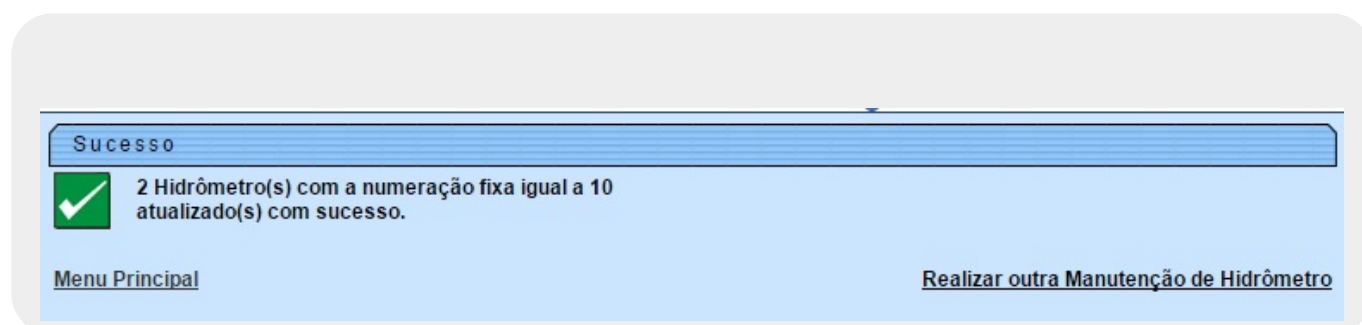 Sucesso
2 Hidrômetro(s) com a numeração fixa igual a 10
atualizado(s) com sucesso.
Menu Principal
Realizar outra Manutenção de Hidrômetro